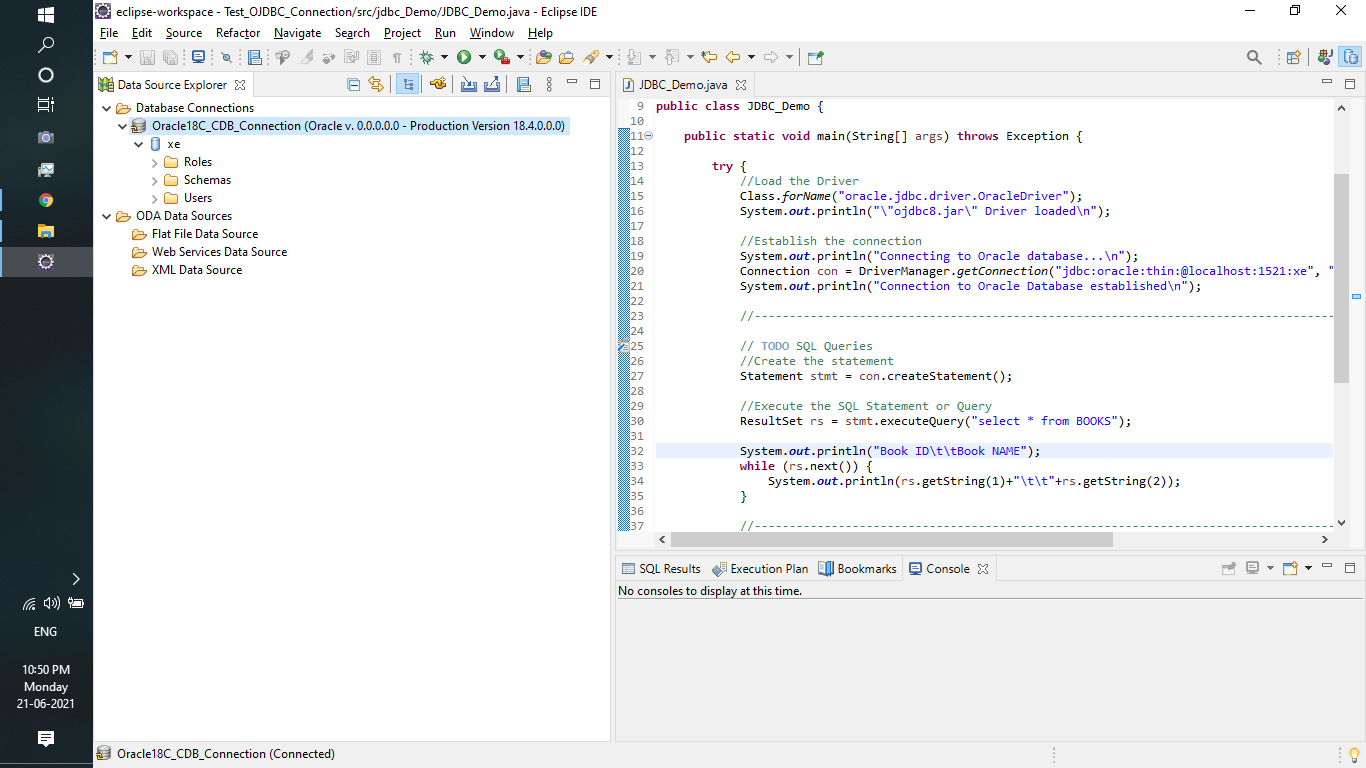 eclipse-workspace - Test_OJDBC_Connection/src/jdbc_Demo/JDBC_Demo.java - Eclipse IDE
File Edit Source Refactor Navigate Search Project Run Window Help
Data Source Explorer
Database Connections
Oracle18C_CDB_Connection (Oracle v. 0.0.0.0.0 - Production Version 18.4.0.0.0)
xe
Roles
Schemas
Users
ODA Data Sources
Flat File Data Source
Web Services Data Source
XML Data Source
JDBC_Demo.java
9 public class JDBC_Demo {
10
11 public static void main(String[] args) throws Exception {
12
13 try {
14 //Load the Driver
15 Class.forName("oracle.jdbc.driver.OracleDriver");
16 System.out.println("\"ojdbc8.jar\" Driver loaded\n");
17
18 //Establish the connection
19 System.out.println("Connecting to Oracle database...\n");
20 Connection con = DriverManager.getConnection("jdbc:oracle:thin:@localhost:1521:xe", "
21 System.out.println("Connection to Oracle Database established\n");
22
23 //-----------------------------------------------------------------------------------
24
25 // TODO SQL Queries
26 //Create the statement
27 Statement stmt = con.createStatement();
28
29 //Execute the SQL Statement or Query
30 ResultSet rs = stmt.executeQuery("select * from BOOKS");
31
32 System.out.println("Book ID\t\tBook NAME");
33 while (rs.next()) {
34 System.out.println(rs.getString(1)+"\t\t"+rs.getString(2));
35 }
36
37 //-----------------------------------------------------------------------------------
SQL Results Execution Plan Bookmarks Console
No consoles to display at this time.
ENG
10:50 PM
Monday
21-06-2021
Oracle18C_CDB_Connection (Connected)